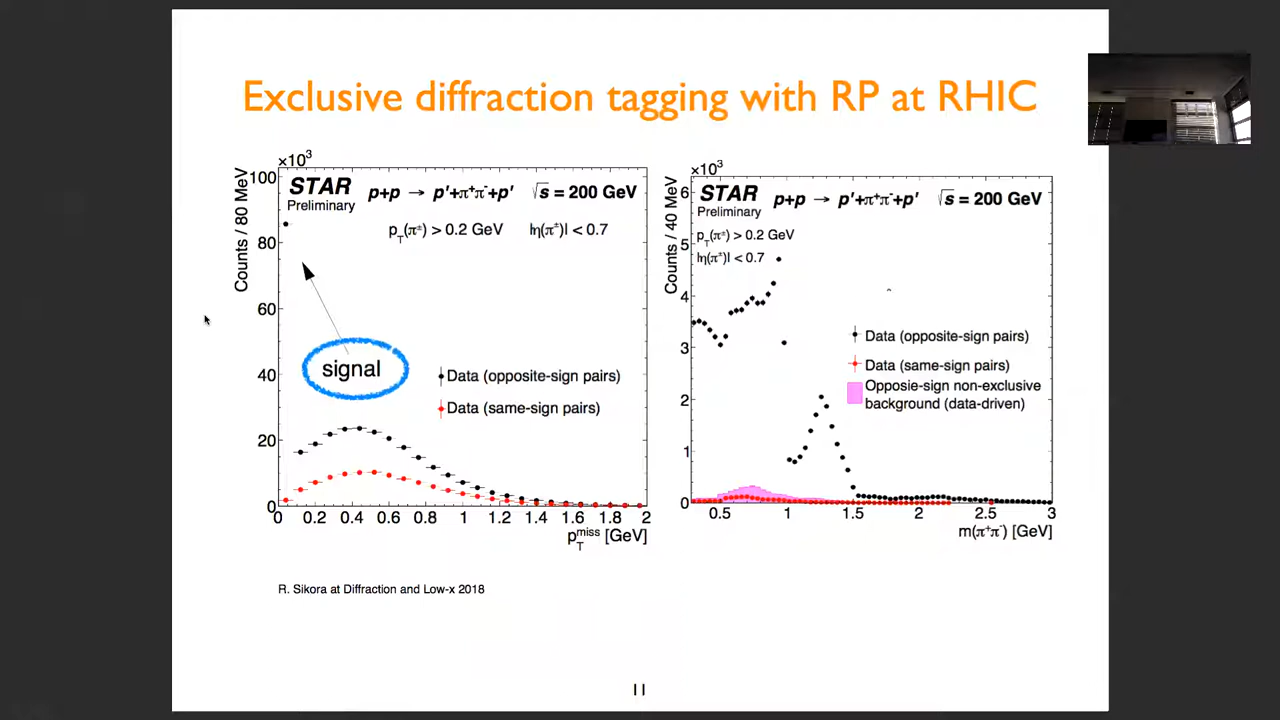 Exclusive diffraction tagging with RP at RHIC
×10³
100
80
60
40
20
0
Counts / 80 MeV
STAR
Preliminary
p+p → p'+π⁺π⁻+p' √s = 200 GeV
p_T(π±) > 0.2 GeV |η(π±)| < 0.7
signal
Data (opposite-sign pairs)
Data (same-sign pairs)
0 0.2 0.4 0.6 0.8 1 1.2 1.4 1.6 1.8 2
p_T^miss [GeV]
×10³
6
5
4
3
2
1
0
Counts / 40 MeV
STAR
Preliminary
p+p → p'+π⁺π⁻+p' √s = 200 GeV
p_T(π±) > 0.2 GeV
|η(π±)| < 0.7
Data (opposite-sign pairs)
Data (same-sign pairs)
Opposie-sign non-exclusive
background (data-driven)
0.5 1 1.5 2 2.5 3
m(π⁺π⁻) [GeV]
R. Sikora at Diffraction and Low-x 2018
11